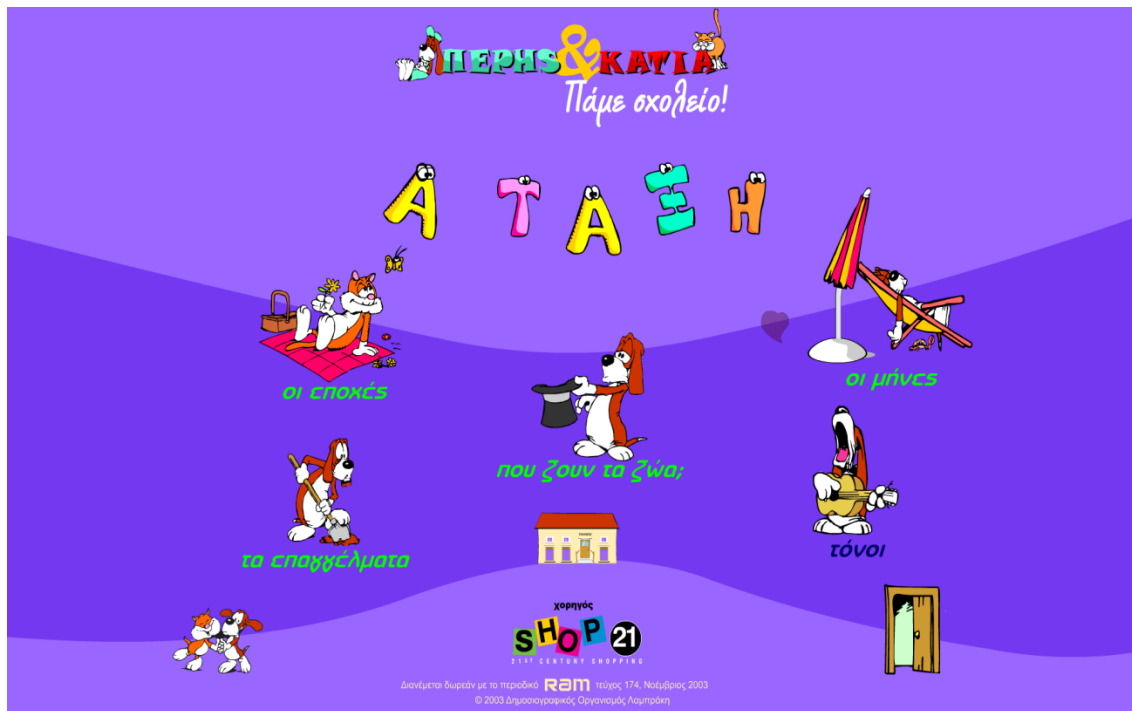 ΠΕΡΗΣ & ΚΑΤΙΑ
Πάμε σχολείο!
Α ΤΑΞΗ
οι εποχές
οι μήνες
που ζουν τα ζώα;
τα επαγγέλματα
τόνοι
χορηγός
SHOP 21
21ST CENTURY SHOPPING
Διανέμεται δωρεάν με το περιοδικό RAM τεύχος 174, Νοέμβριος 2003
© 2003 Δημοσιογραφικός Οργανισμός Λαμπράκη